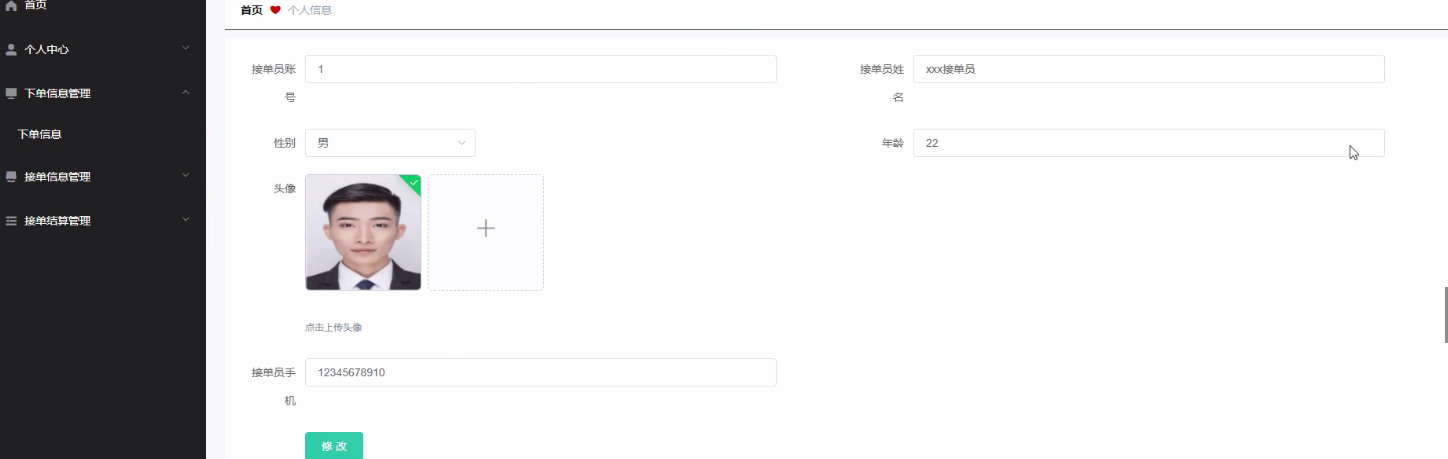 首页
个人中心
下单信息管理
下单信息
接单信息管理
接单结算管理
首页 个人信息
接单员账号
1
接单员姓名
xxx接单员
性别
男
年龄
22
头像
点击上传头像
接单员手机
12345678910
修改